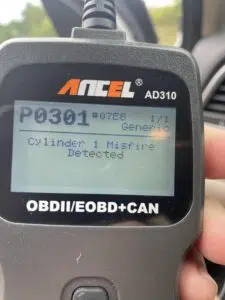 ANCEL®
AD310
P0301 #07E8 1/1
Generic
Cylinder 1 Misfire
Detected
OBDII/EOBD+CAN